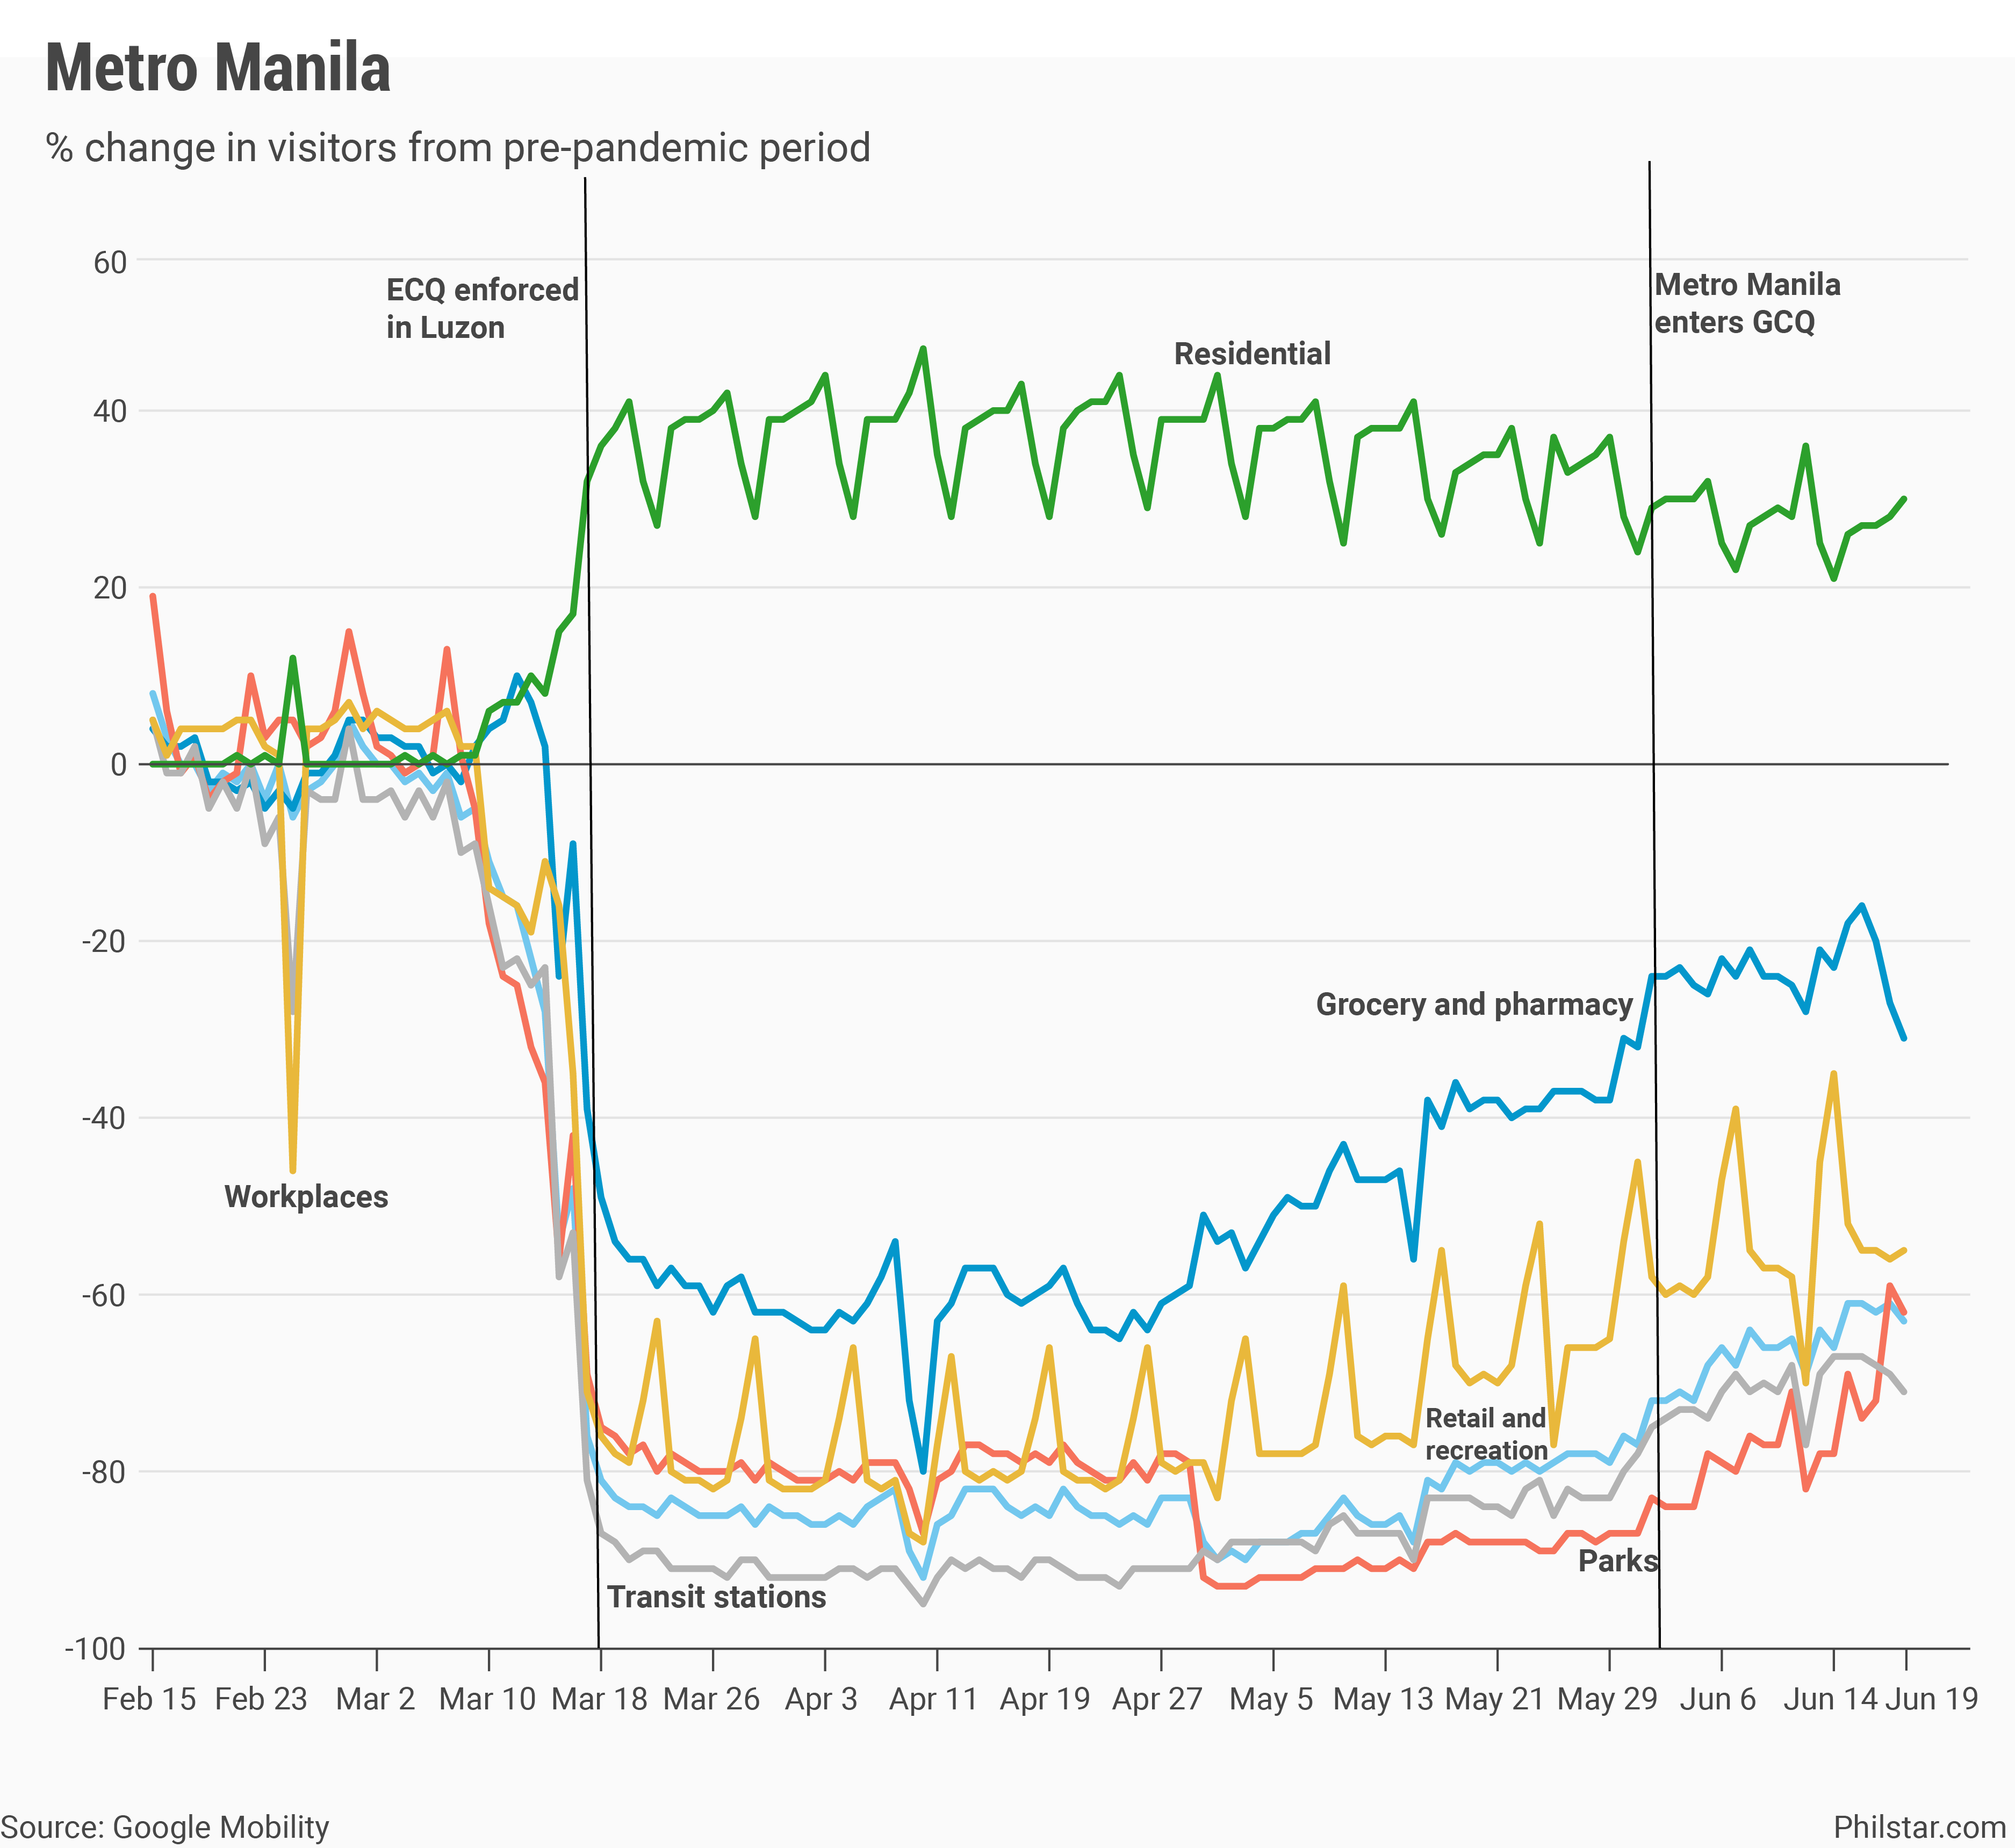 Metro Manila
% change in visitors from pre-pandemic period
60
ECQ enforced
in Luzon
Metro Manila
enters GCQ
Residential
40
20
0
-20
Grocery and pharmacy
-40
Workplaces
-60
Retail and
recreation
-80
Parks
Transit stations
-100
Feb 15 Feb 23 Mar 2 Mar 10 Mar 18 Mar 26 Apr 3 Apr 11 Apr 19 Apr 27 May 5 May 13 May 21 May 29 Jun 6 Jun 14 Jun 19
Source: Google Mobility
Philstar.com